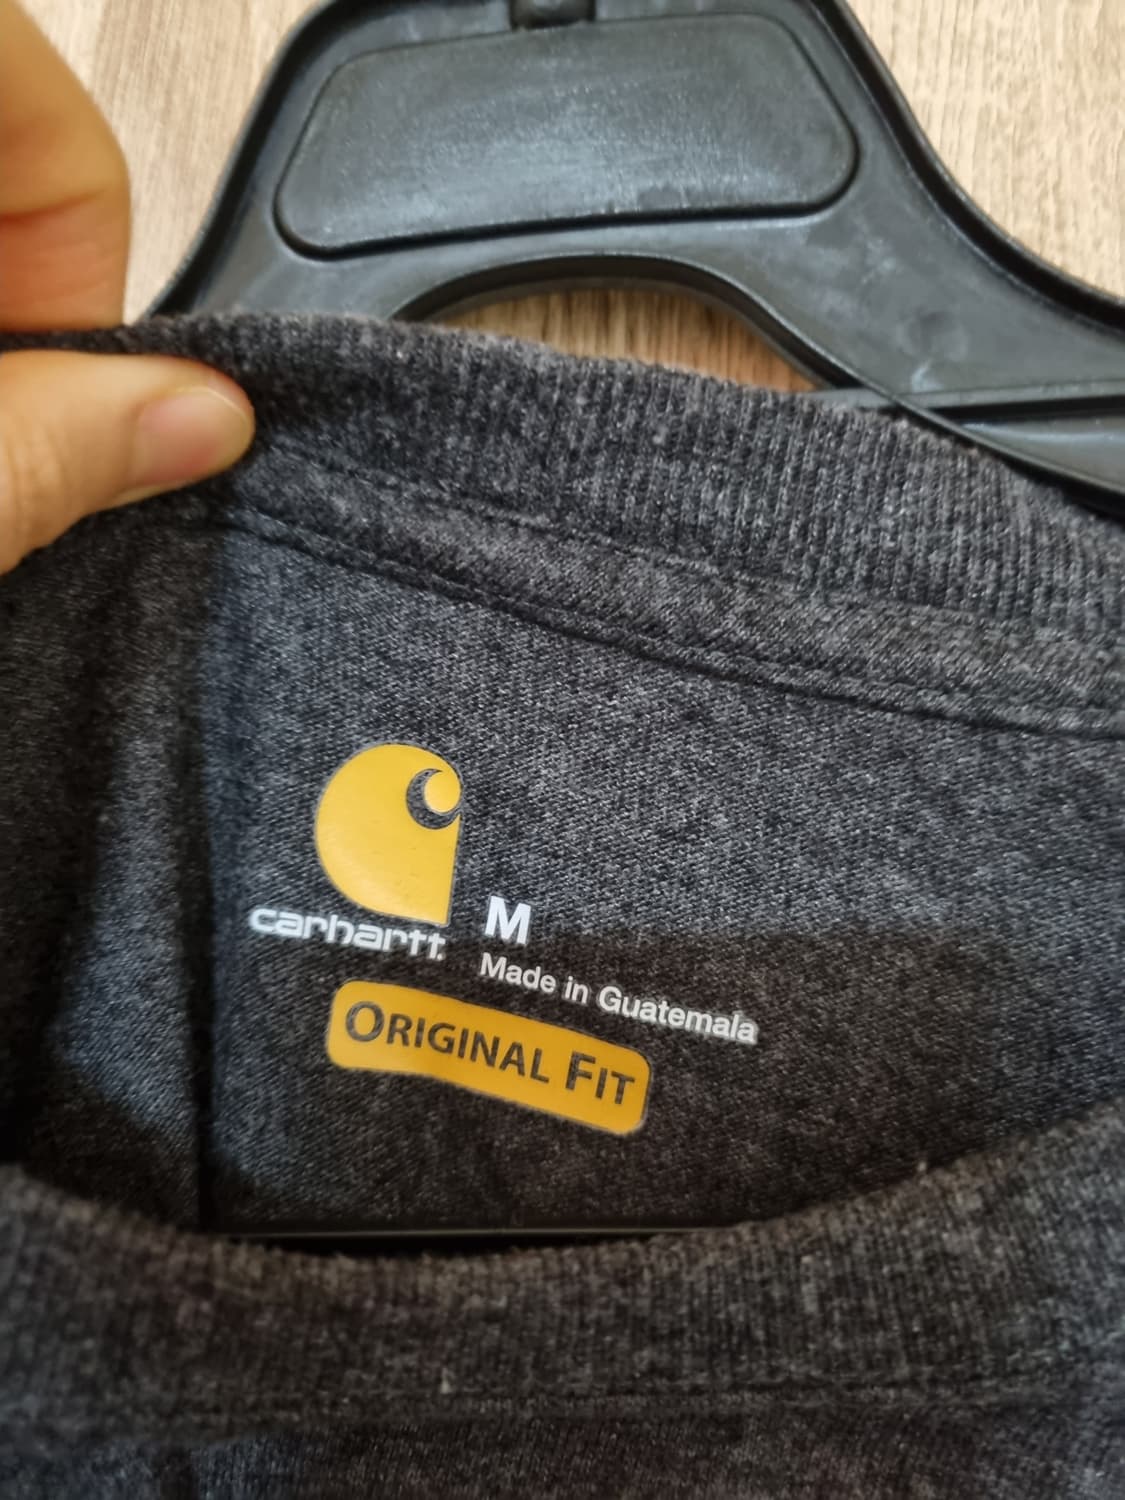 carhartt.
M
Made in Guatemala
ORIGINAL FIT